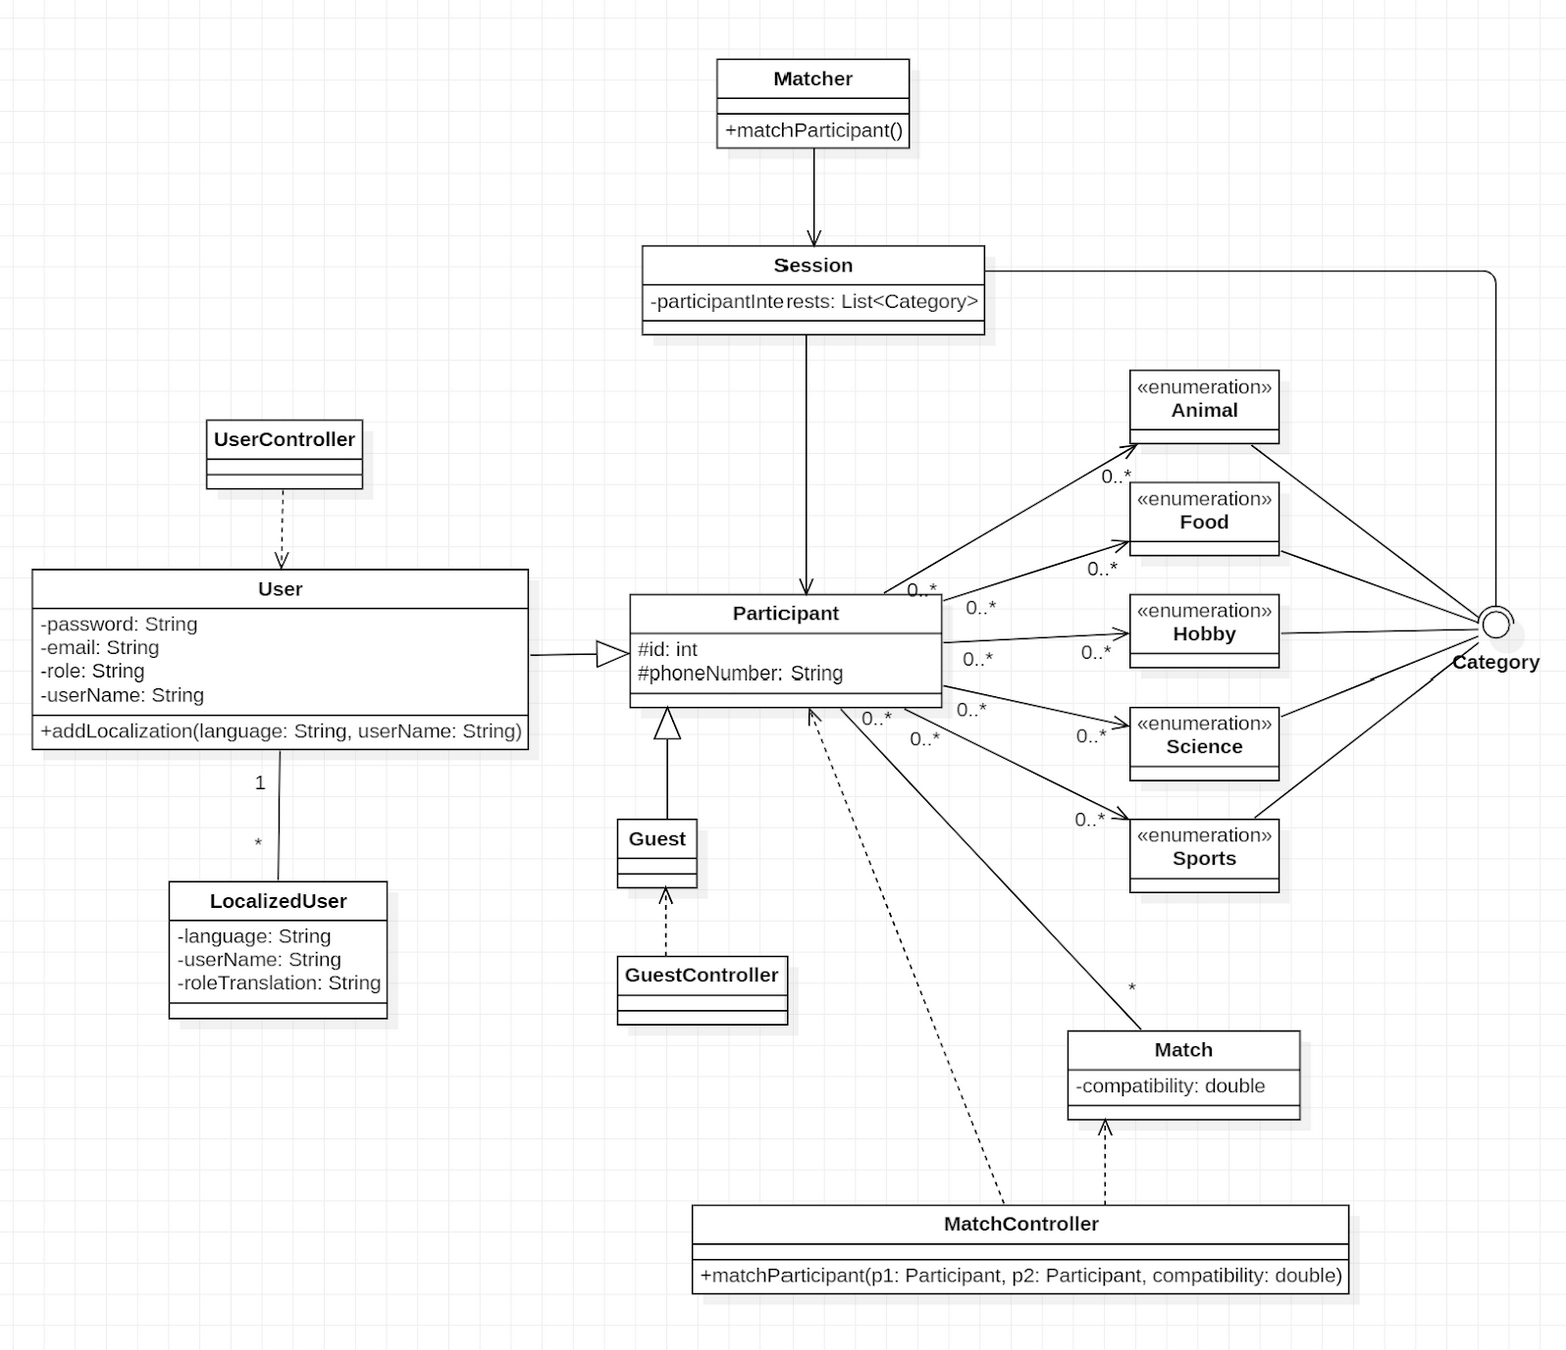 Matcher
+matchParticipant()
Session
-participantInterests: List<Category>
«enumeration»
Animal
0..*
UserController
«enumeration»
Food
0..*
User
-password: String
-email: String
-role: String
-userName: String
+addLocalization(language: String, userName: String)
0..*
0..*
Participant
#id: int
#phoneNumber: String
«enumeration»
Hobby
0..*
0..*
Category
0..*
0..*
0..*
0..*
«enumeration»
Science
«enumeration»
Sports
0..*
1
*
Guest
LocalizedUser
-language: String
-userName: String
-roleTranslation: String
GuestController
*
Match
-compatibility: double
MatchController
+matchParticipant(p1: Participant, p2: Participant, compatibility: double)